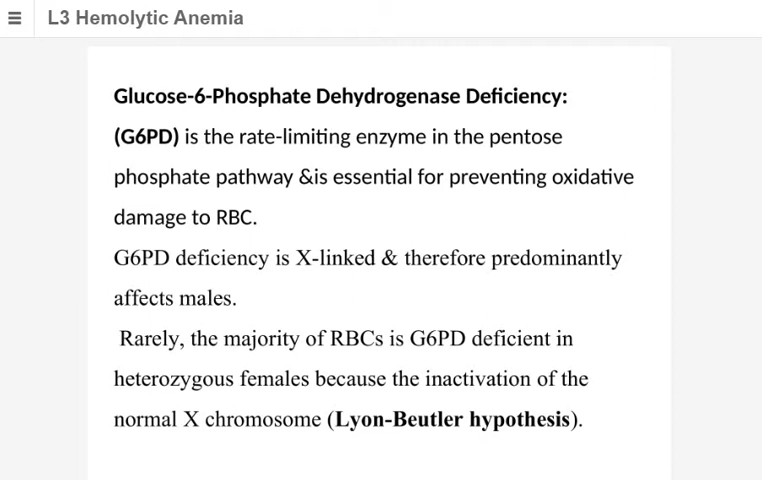 L3 Hemolytic Anemia
Glucose-6-Phosphate Dehydrogenase Deficiency:
(G6PD) is the rate-limiting enzyme in the pentose
phosphate pathway &is essential for preventing oxidative
damage to RBC.
G6PD deficiency is X-linked & therefore predominantly
affects males.
Rarely, the majority of RBCs is G6PD deficient in
heterozygous females because the inactivation of the
normal X chromosome (Lyon-Beutler hypothesis).